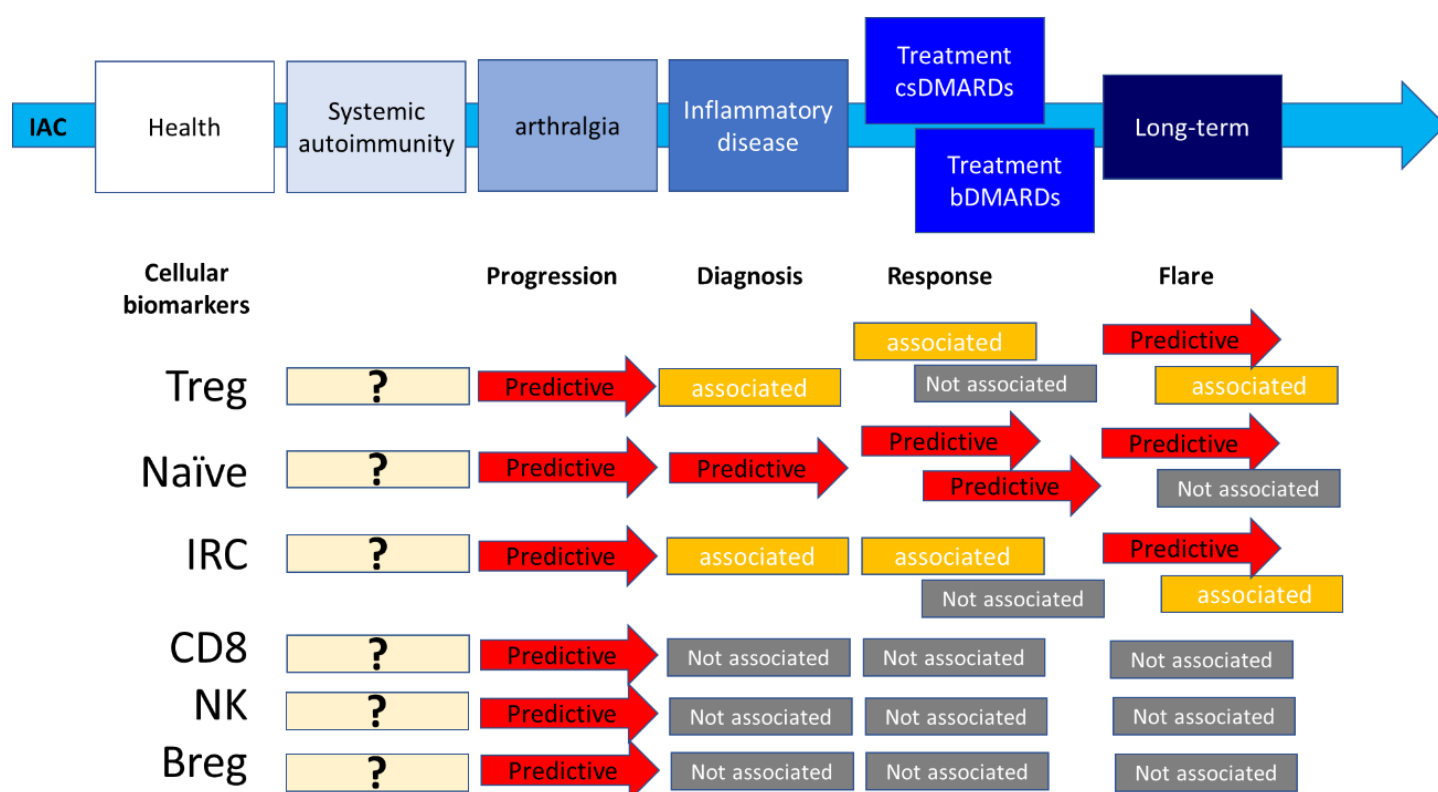 IAC
Health
Systemic
autoimmunity
arthralgia
Inflammatory
disease
Treatment
csDMARDs
Treatment
bDMARDs
Long-term
Cellular
biomarkers
Progression
Diagnosis
Response
Flare
Treg
?
Predictive
associated
associated
Not associated
Predictive
associated
Naïve
?
Predictive
Predictive
Predictive
Predictive
Predictive
Not associated
IRC
?
Predictive
associated
associated
Not associated
Predictive
associated
CD8
?
Predictive
Not associated
Not associated
Not associated
NK
?
Predictive
Not associated
Not associated
Not associated
Breg
?
Predictive
Not associated
Not associated
Not associated